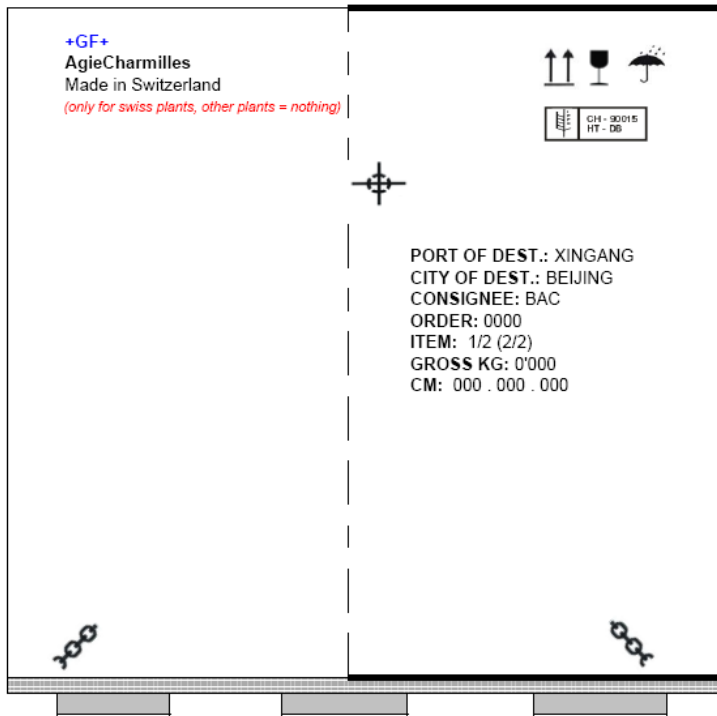 +GF+
AgieCharmilles
Made in Switzerland
(only for swiss plants, other plants = nothing)
CH - 90015
HT - DB
PORT OF DEST.: XINGANG
CITY OF DEST.: BEIJING
CONSIGNEE: BAC
ORDER: 0000
ITEM: 1/2 (2/2)
GROSS KG: 0'000
CM: 000 . 000 . 000